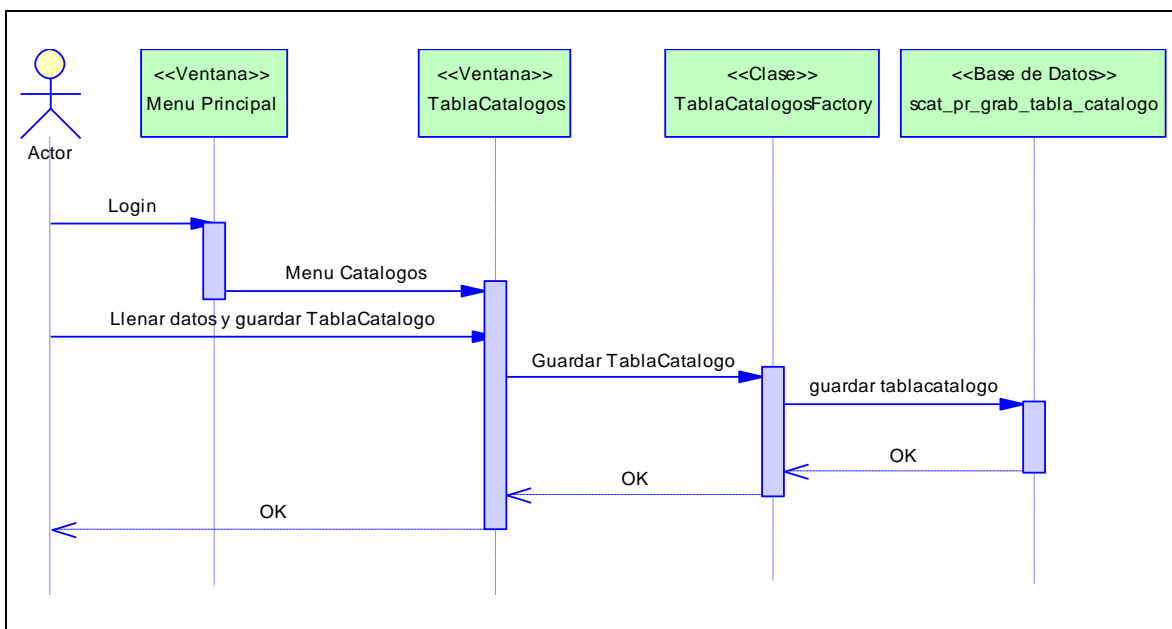 <<Ventana>>
Menu Principal
<<Ventana>>
TablaCatalogos
<<Clase>>
TablaCatalogosFactory
<<Base de Datos>>
scat_pr_grab_tabla_catalogo
Actor
Login
Menu Catalogos
Llenar datos y guardar TablaCatalogo
Guardar TablaCatalogo
guardar tablacatalogo
OK
OK
OK